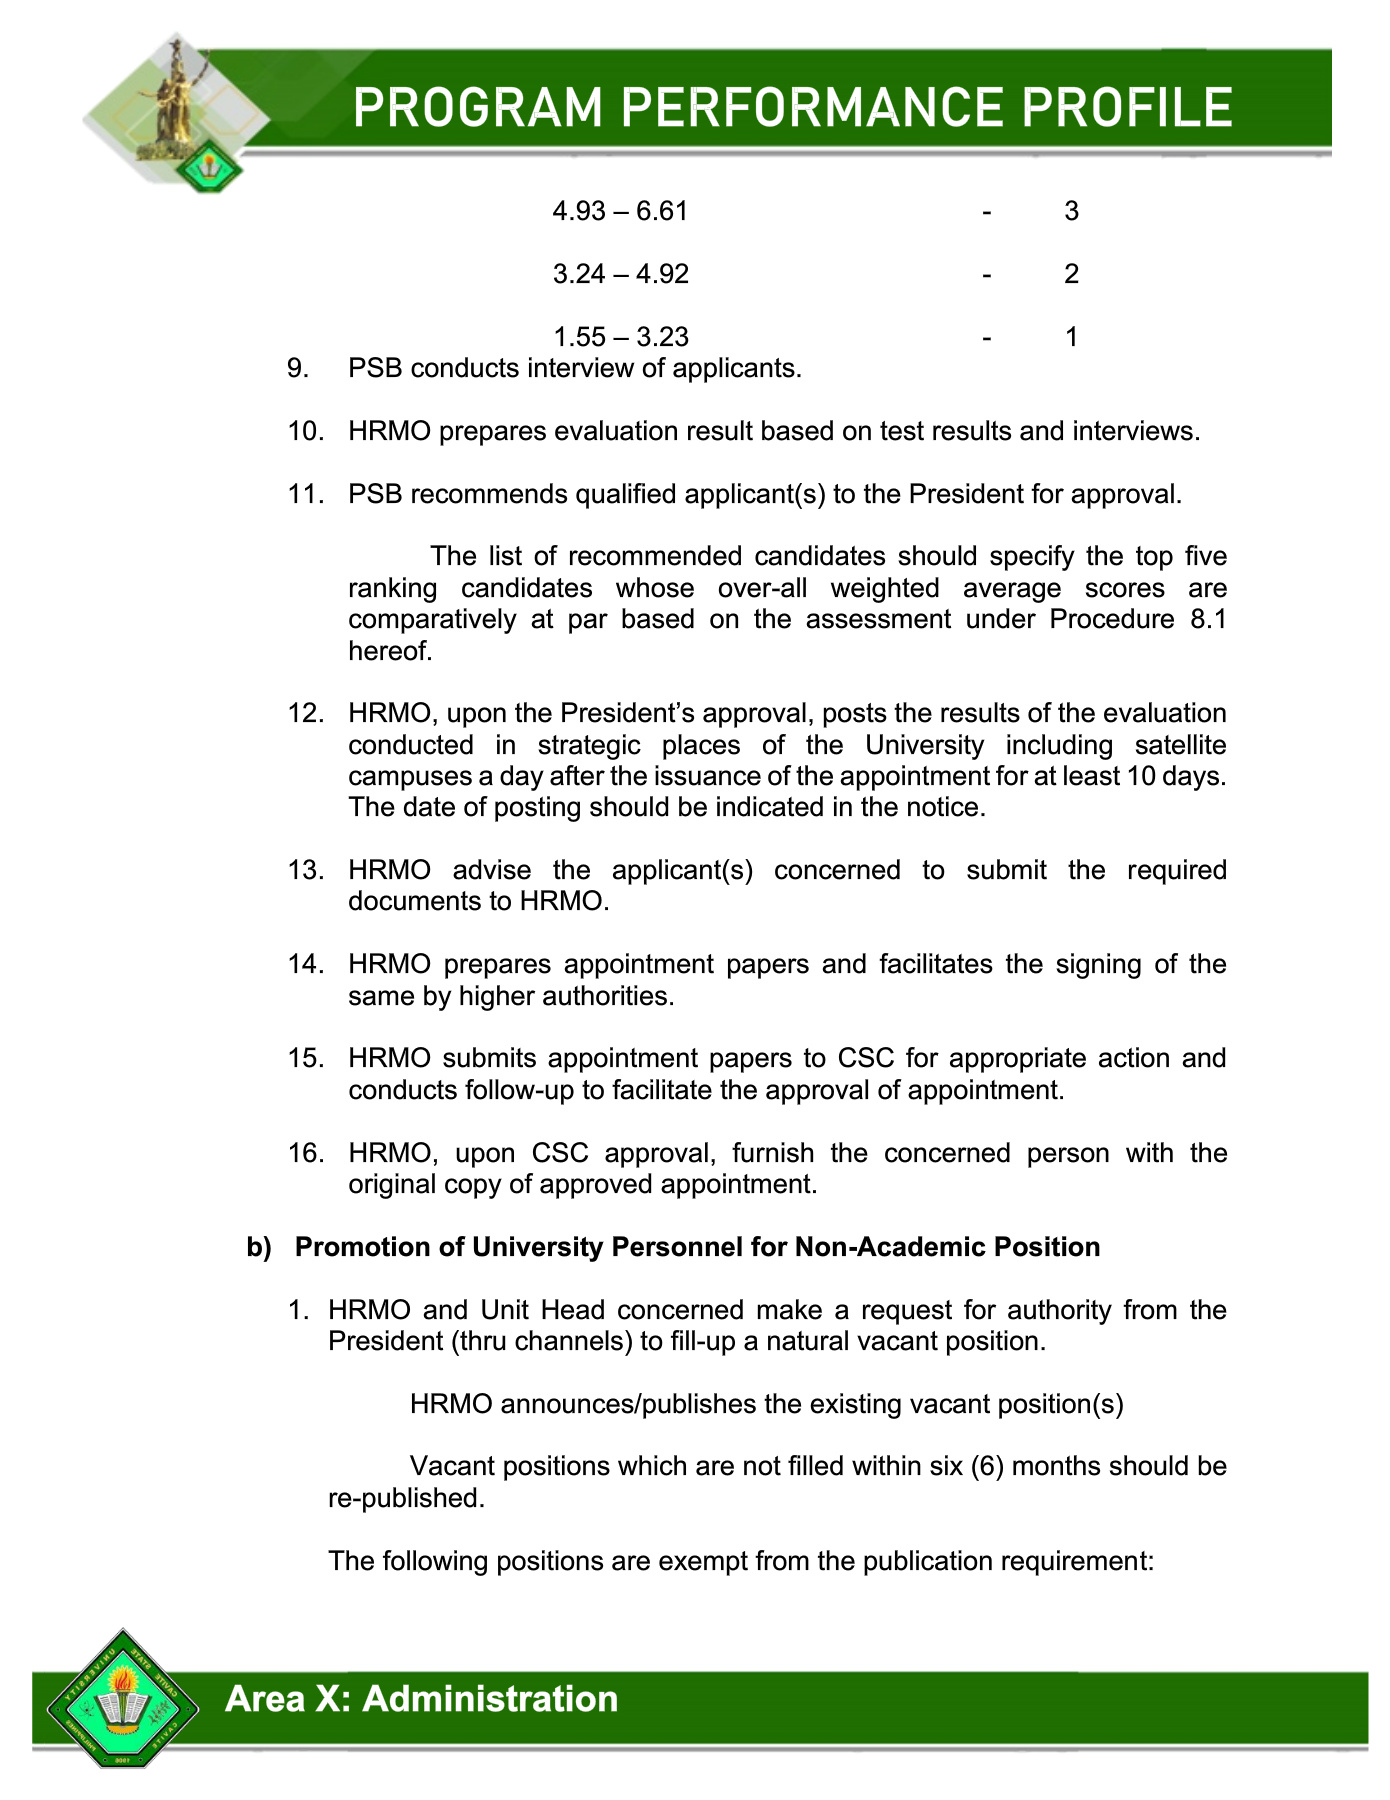 PROGRAM PERFORMANCE PROFILE
4.93 – 6.61 - 3
3.24 – 4.92 - 2
1.55 – 3.23 - 1
9. PSB conducts interview of applicants.
10. HRMO prepares evaluation result based on test results and interviews.
11. PSB recommends qualified applicant(s) to the President for approval.
The list of recommended candidates should specify the top five
ranking candidates whose over-all weighted average scores are
comparatively at par based on the assessment under Procedure 8.1
hereof.
12. HRMO, upon the President’s approval, posts the results of the evaluation
conducted in strategic places of the University including satellite
campuses a day after the issuance of the appointment for at least 10 days.
The date of posting should be indicated in the notice.
13. HRMO advise the applicant(s) concerned to submit the required
documents to HRMO.
14. HRMO prepares appointment papers and facilitates the signing of the
same by higher authorities.
15. HRMO submits appointment papers to CSC for appropriate action and
conducts follow-up to facilitate the approval of appointment.
16. HRMO, upon CSC approval, furnish the concerned person with the
original copy of approved appointment.
b) Promotion of University Personnel for Non-Academic Position
1. HRMO and Unit Head concerned make a request for authority from the
President (thru channels) to fill-up a natural vacant position.
HRMO announces/publishes the existing vacant position(s)
Vacant positions which are not filled within six (6) months should be
re-published.
The following positions are exempt from the publication requirement:
CAVITE STATE UNIVERSITY
CAVITE
PHILIPPINES
1906
Area X: Administration